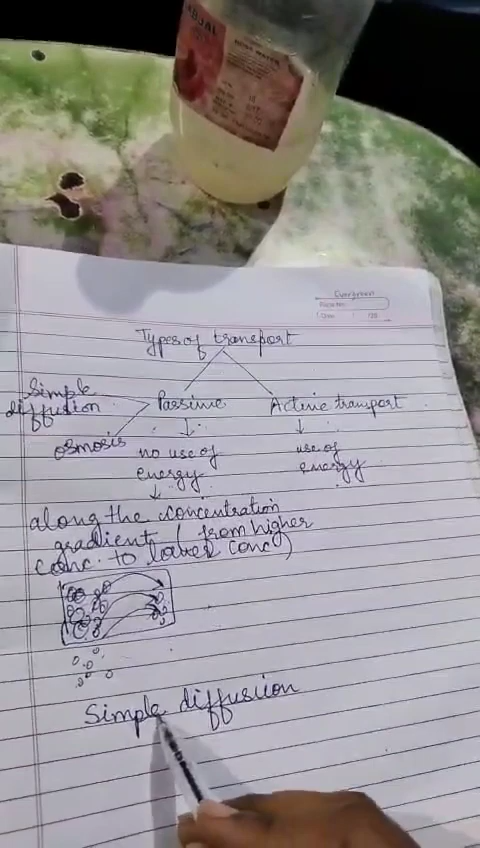 Evergreen
Types of transport
Simple
diffusion
Passive
Active transport
osmosis
no use of
energy
use of
energy
along the concentration
gradient (from higher
conc. to lower conc)
Simple diffusion